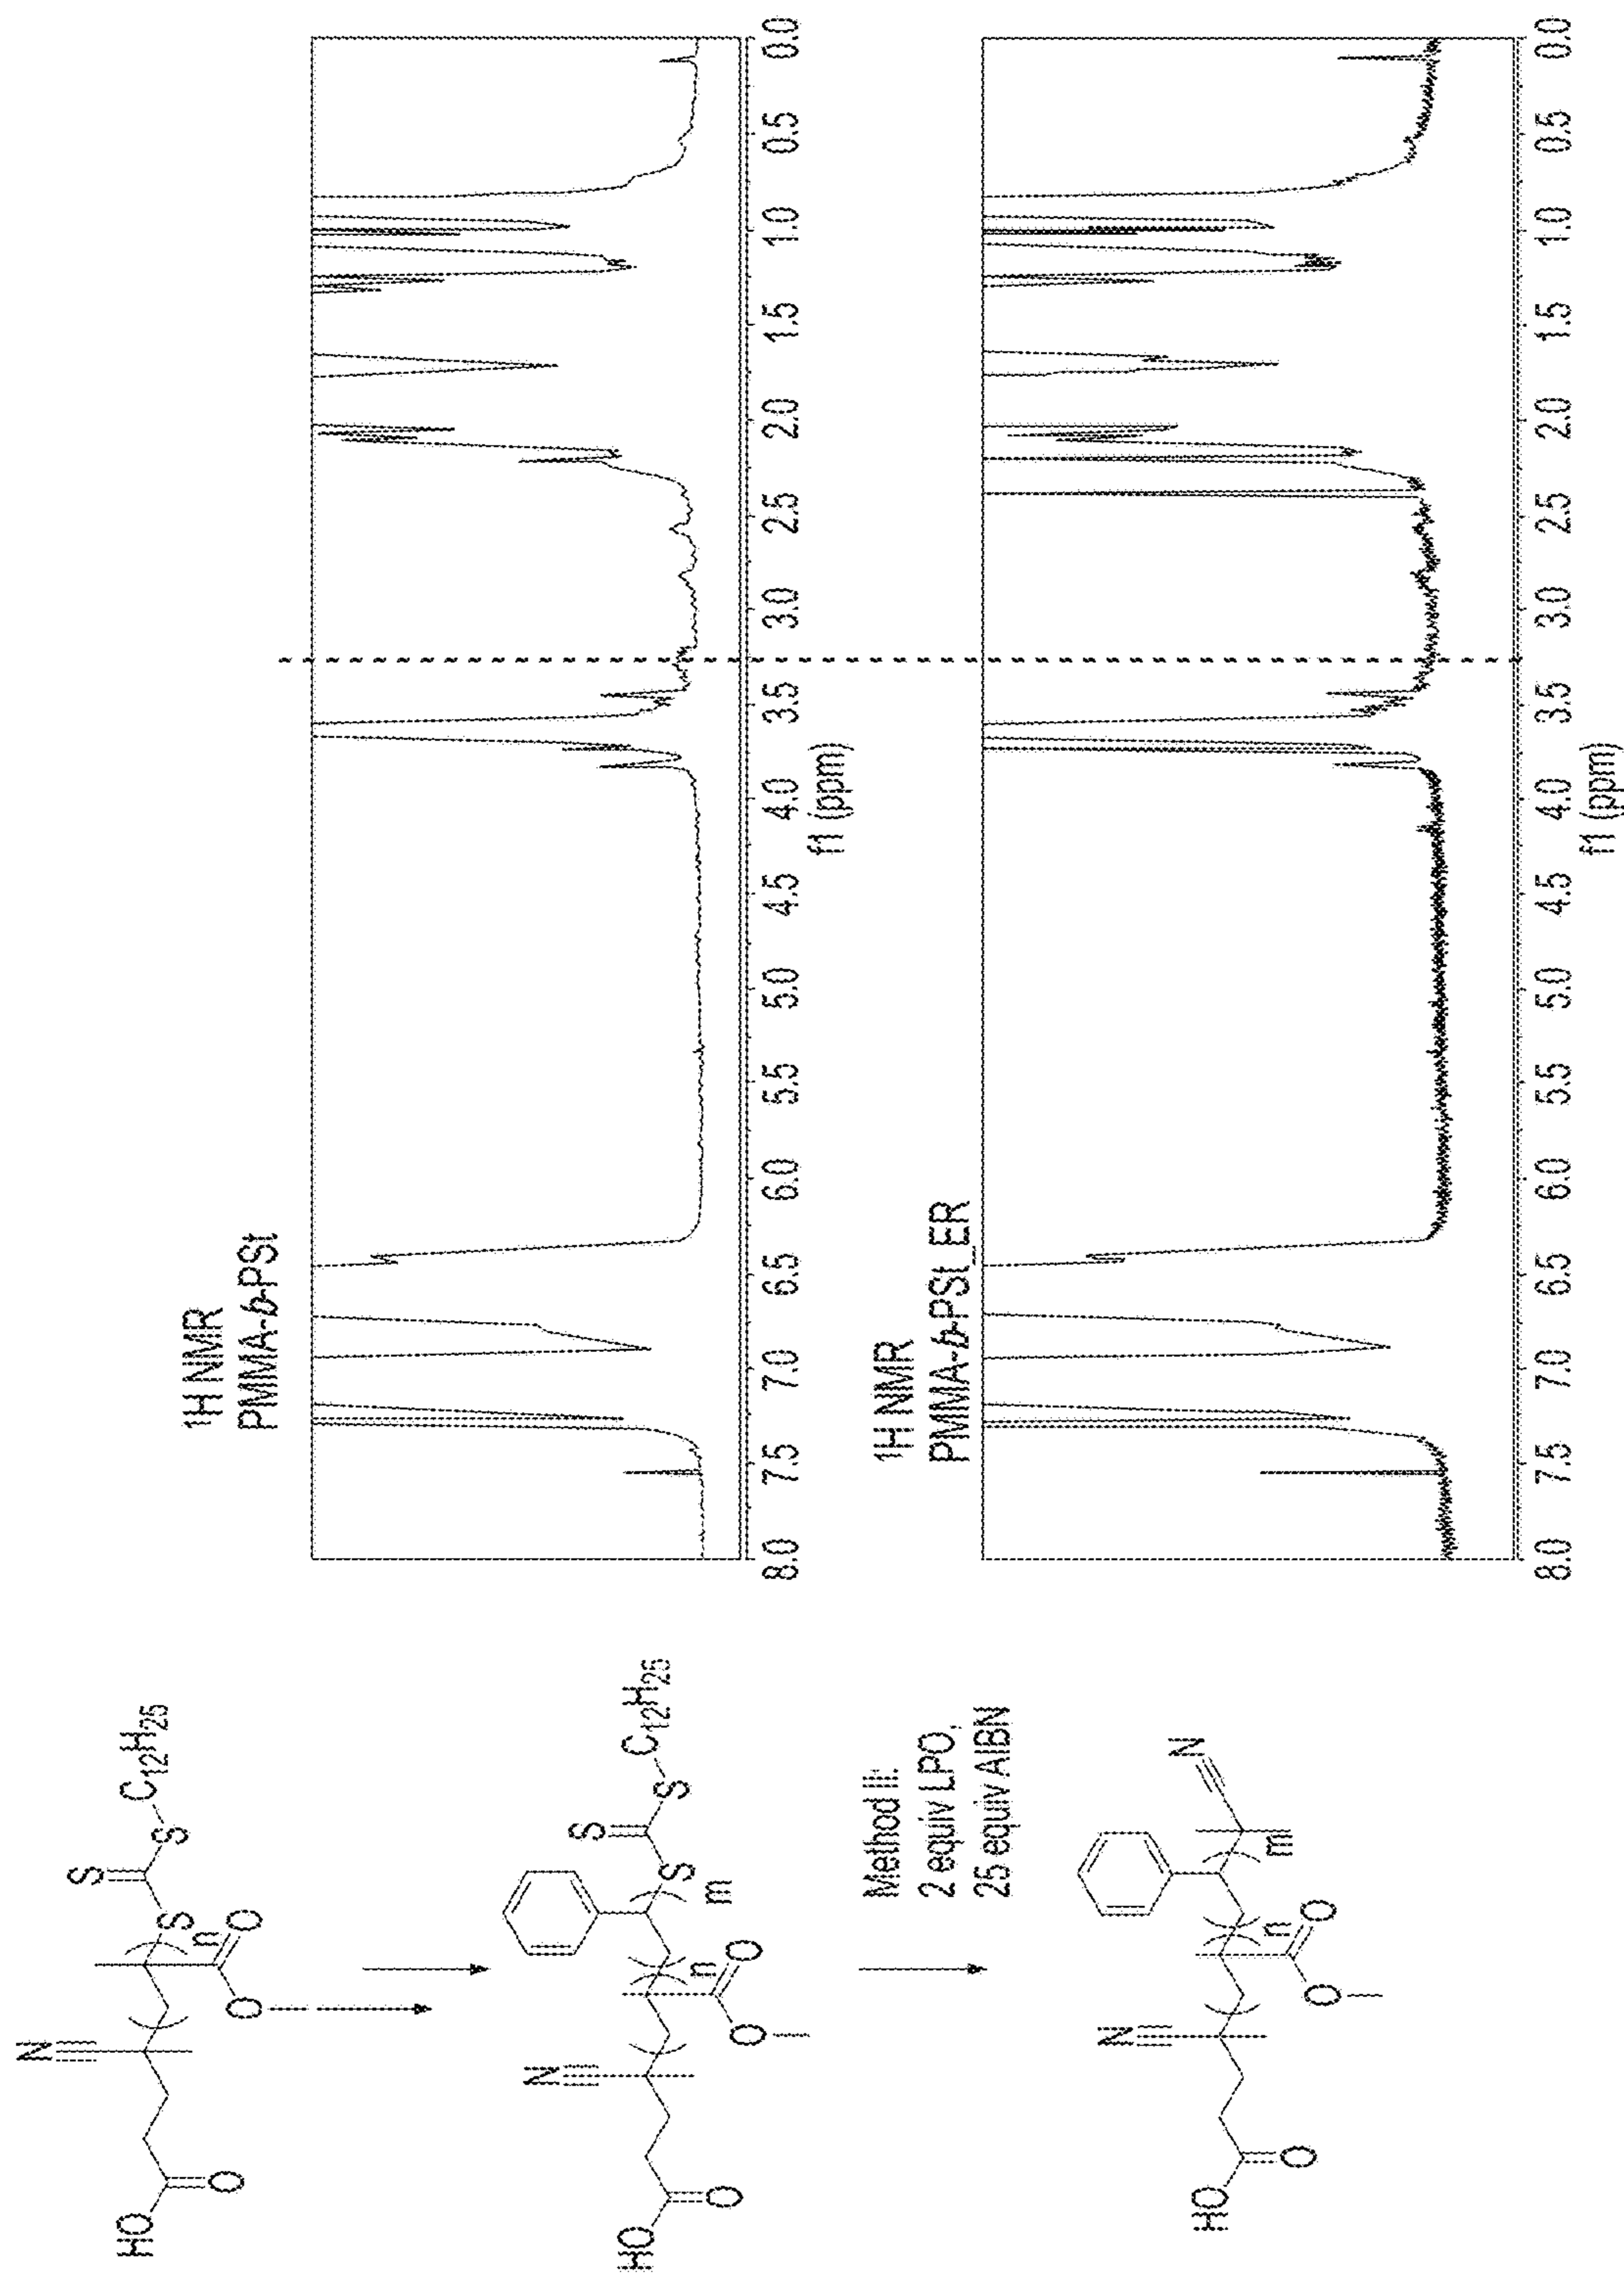 1H NMR
PMMA-b-PSt
8.0 7.5 7.0 6.5 6.0 5.5 5.0 4.5 4.0 3.5 3.0 2.5 2.0 1.5 1.0 0.5 0.0
f1 (ppm)
1H NMR
PMMA-b-PSt_ER
8.0 7.5 7.0 6.5 6.0 5.5 5.0 4.5 4.0 3.5 3.0 2.5 2.0 1.5 1.0 0.5 0.0
f1 (ppm)
N
S
HO
O
O
O
n
S
S
C12H25
N
S
HO
O
O
O
n
m
S
S
C12H25
Method II:
2 equiv LPO,
25 equiv AIBN
N
N
HO
O
O
O
n
m